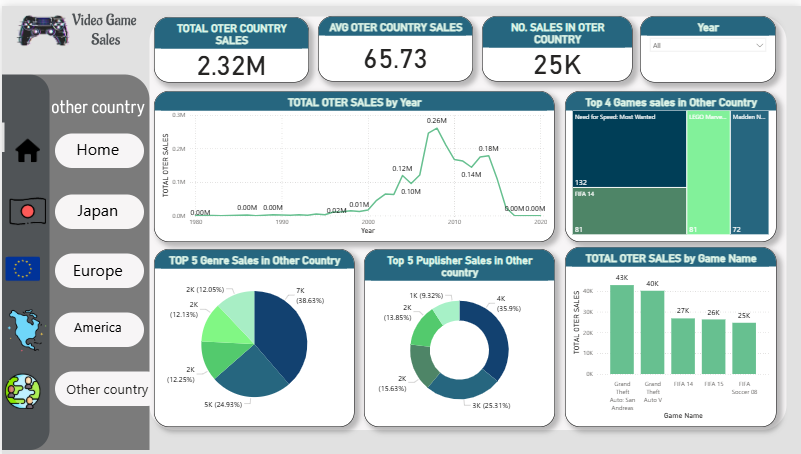 Video Game
Sales
other country
Home
Japan
Europe
America
Other country
TOTAL OTER COUNTRY
SALES
2.32M
AVG OTER COUNTRY SALES
65.73
NO. SALES IN OTER
COUNTRY
25K
Year
All
TOTAL OTER SALES by Year
TOTAL OTER SALES
0.3M
0.2M
0.1M
0.0M
0.00M
0.00M
0.00M
0.02M
0.01M
0.12M
0.10M
0.26M
0.14M
0.18M
0.00M
0.00M
1980
1990
2000
2010
2020
Year
Top 4 Games sales in Other Country
Need for Speed: Most Wanted
132
FIFA 14
81
LEGO Marve...
81
Madden N...
72
TOP 5 Genre Sales in Other Country
7K
(38.63%)
5K (24.93%)
2K
(12.25%)
2K
(12.13%)
2K (12.05%)
Top 5 Puplisher Sales in Other
country
4K
(35.9%)
3K (25.31%)
2K
(15.63%)
2K
(13.85%)
1K (9.32%)
TOTAL OTER SALES by Game Name
TOTAL OTER SALES
40K
30K
20K
10K
0K
43K
40K
27K
26K
25K
Grand
Theft
Auto: San
Andreas
Grand
Theft
Auto V
FIFA 14
FIFA 15
FIFA
Soccer 08
Game Name